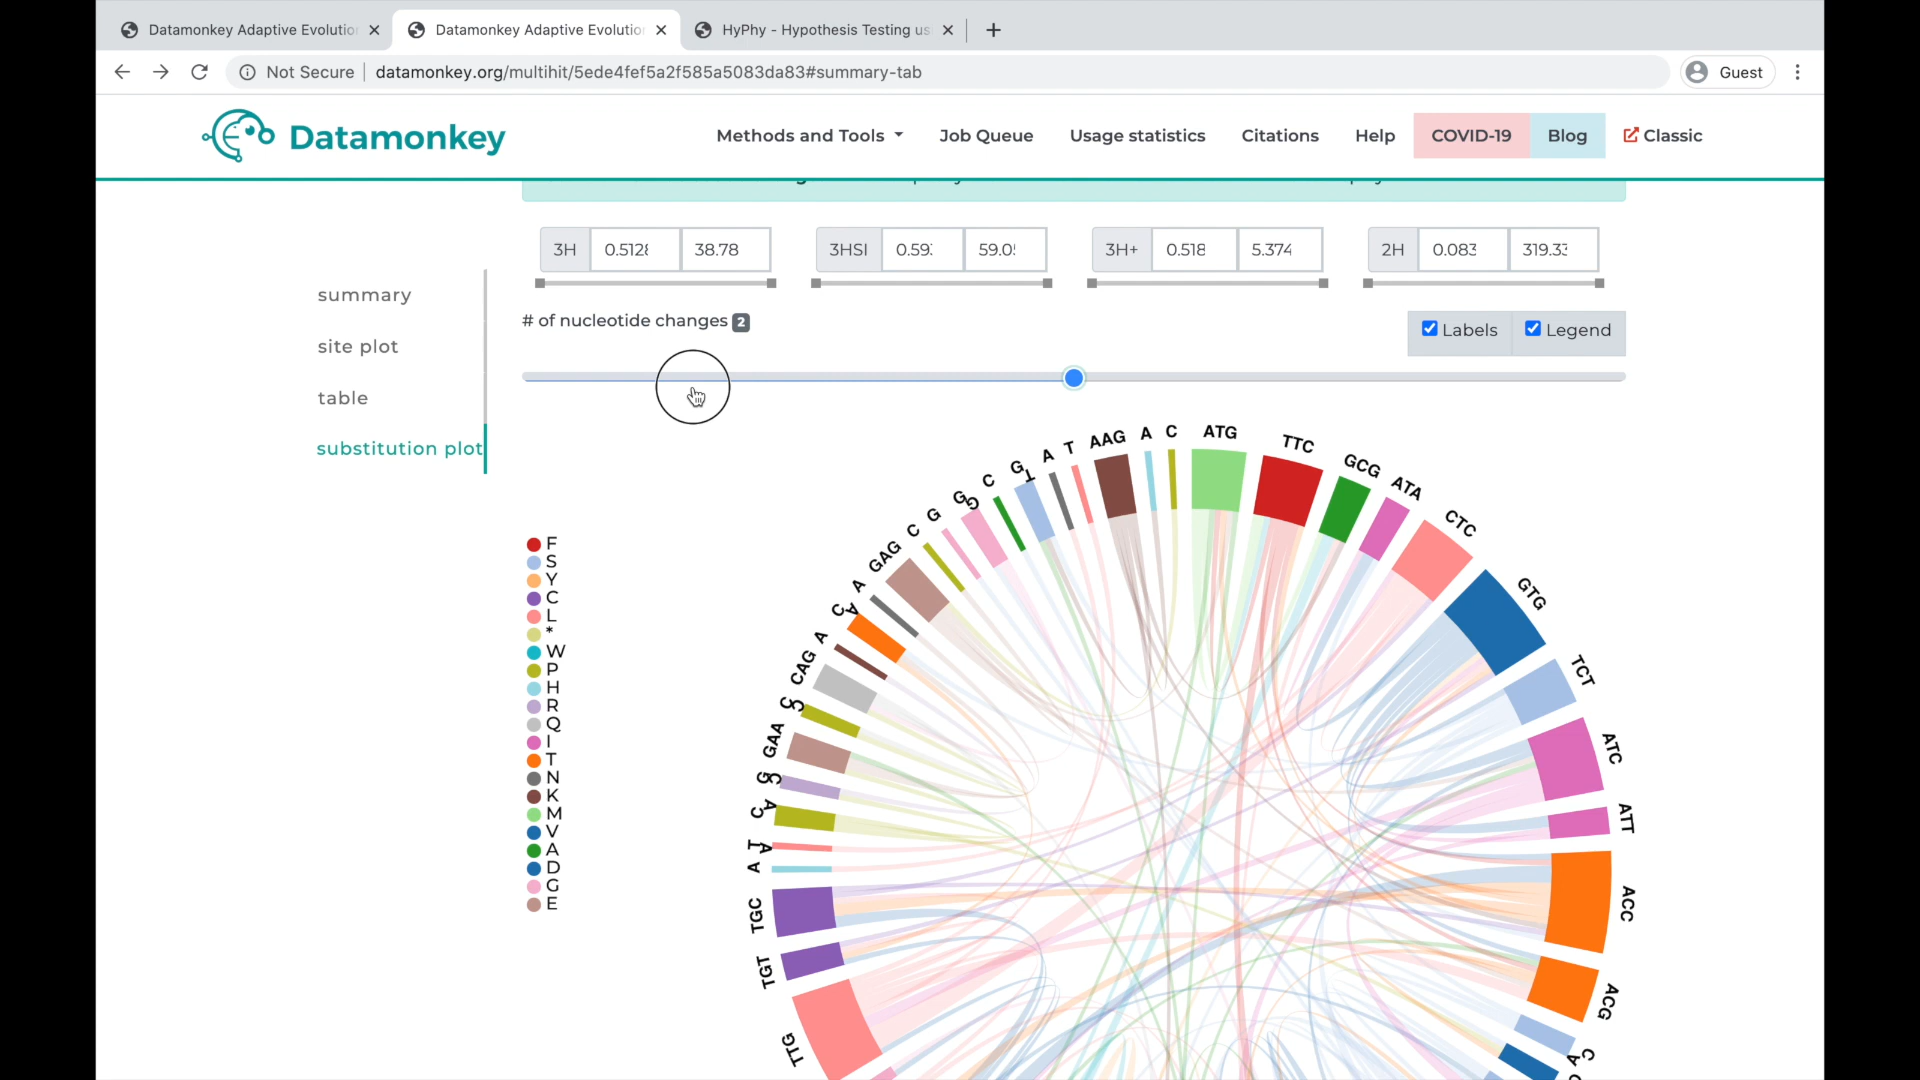 Datamonkey Adaptive Evolutio
Datamonkey Adaptive Evolutio
HyPhy - Hypothesis Testing us
Not Secure
datamonkey.org/multihit/5ede4fef5a2f585a5083da83#summary-tab
Guest
Datamonkey
Methods and Tools
Job Queue
Usage statistics
Citations
Help
COVID-19
Blog
Classic
3H 0.5128 38.78
3HSI 0.59 59.0
3H+ 0.518 5.374
2H 0.083 319.33
# of nucleotide changes 2
Labels
Legend
summary
site plot
table
substitution plot
F
S
Y
C
L
*
W
P
H
R
Q
I
T
N
K
M
V
A
D
G
E
ATG
TTC
GCG
ATA
CTC
GTG
TCT
ATC
ATT
ACC
ACG
AAG
A
C
T
A
C
G
C
GAG
A
A
CAG
GAA
A
TGC
TGT
TTG